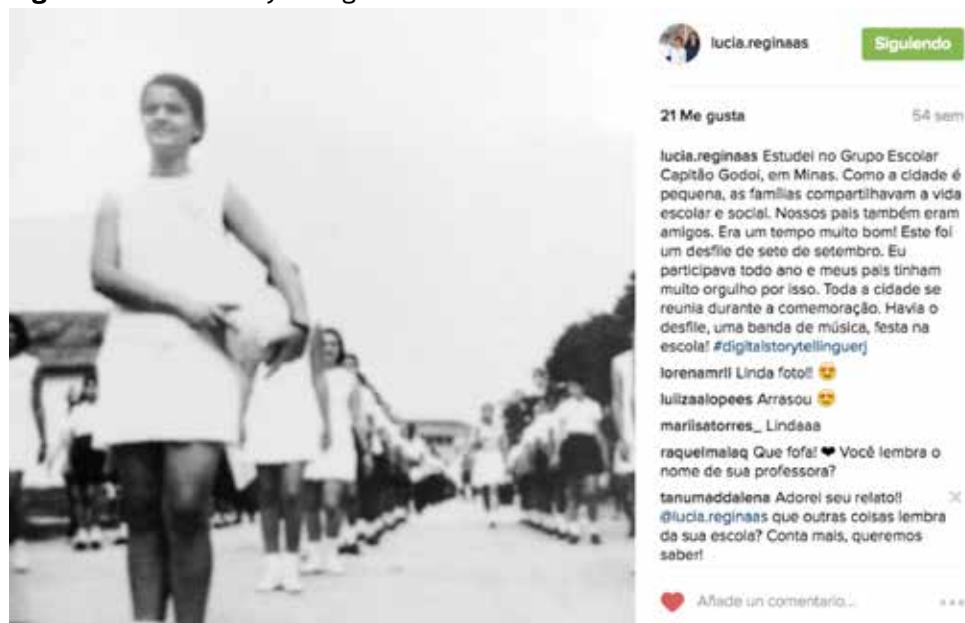 lucia.reginaas
Siguiendo
21 Me gusta
54 sem
lucia.reginaas Estudei no Grupo Escolar
Capitão Godoi, em Minas. Como a cidade é
pequena, as famílias compartilhavam a vida
escolar e social. Nossos pais também eram
amigos. Era um tempo muito bom! Este foi
um desfile de sete de setembro. Eu
participava todo ano e meus pais tinham
muito orgulho por isso. Toda a cidade se
reunia durante a comemoração. Havia o
desfile, uma banda de música, festa na
escola! #digitalstorytellinguerj
lorenamrll Linda foto!!
luiizaalopees Arrasou
mariisatorres_ Lindaaa
raquelmalaq Que fofa! Você lembra o
nome de sua professora?
tanumaddalena Adorei seu relato!!
@lucia.reginaas que outras coisas lembra
da sua escola? Conta mais, queremos
saber!
Añade un comentario...